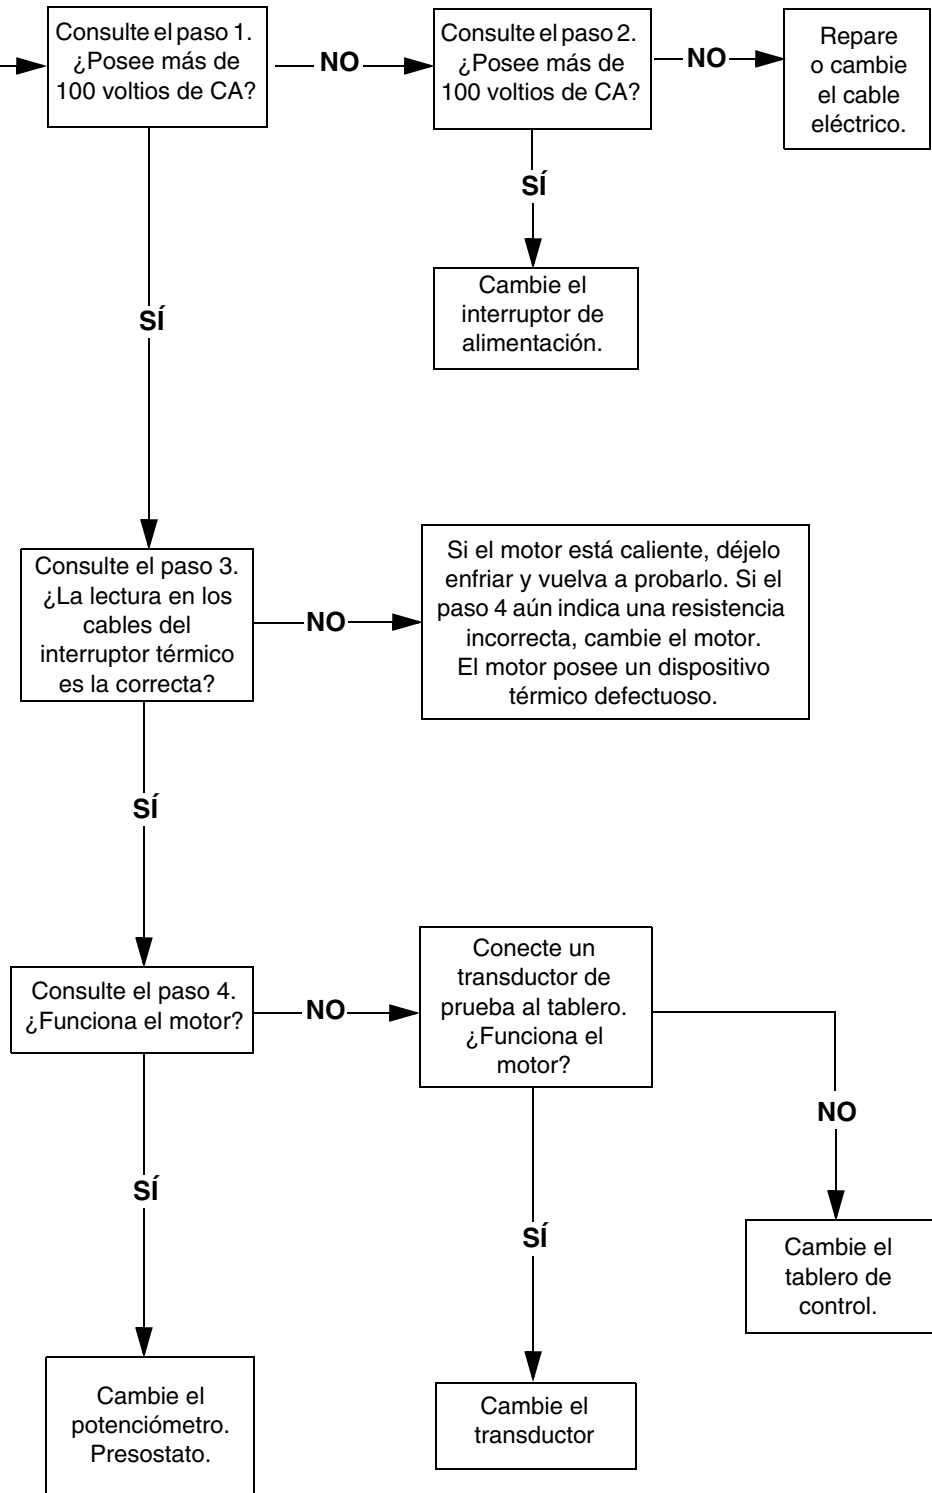 Consulte el paso 1.
¿Posee más de
100 voltios de CA?
NO
Consulte el paso 2.
¿Posee más de
100 voltios de CA?
NO
Repare
o cambie
el cable
eléctrico.
SÍ
Cambie el
interruptor de
alimentación.
SÍ
Consulte el paso 3.
¿La lectura en los
cables del
interruptor térmico
es la correcta?
NO
Si el motor está caliente, déjelo
enfriar y vuelva a probarlo. Si el
paso 4 aún indica una resistencia
incorrecta, cambie el motor.
El motor posee un dispositivo
térmico defectuoso.
SÍ
Consulte el paso 4.
¿Funciona el motor?
NO
Conecte un
transductor de
prueba al tablero.
¿Funciona el
motor?
NO
Cambie el
tablero de
control.
SÍ
Cambie el
transductor
SÍ
Cambie el
potenciómetro.
Presostato.